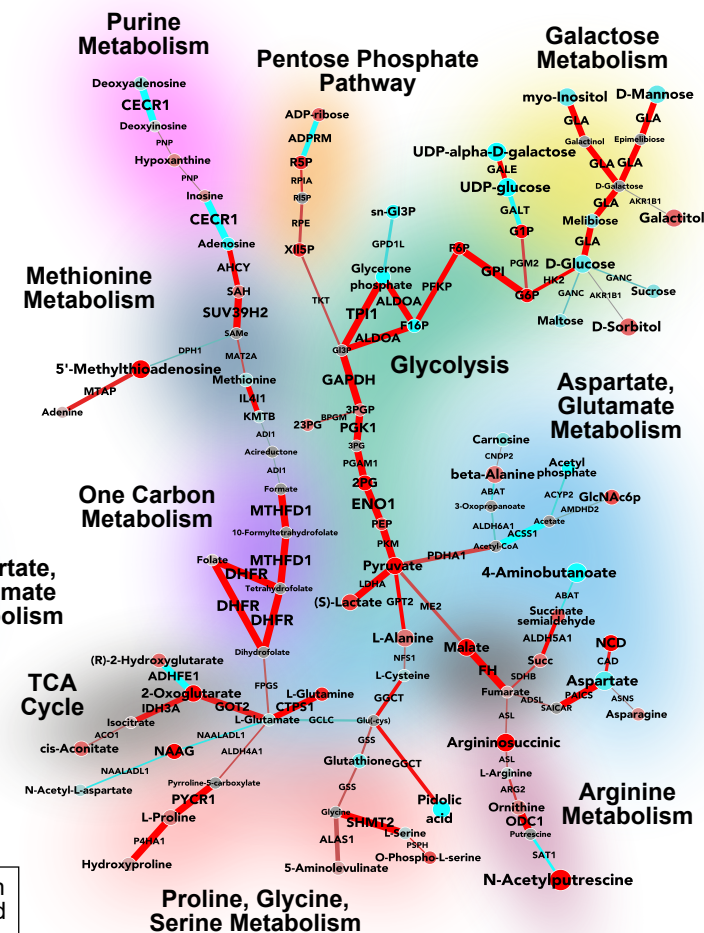 Purine
Metabolism
Deoxyadenosine
CECR1
Deoxyinosine
PNP
Hypoxanthine
PNP
Inosine
CECR1
Adenosine
AHCY
SAH
SUV39H2
SAMe
Pentose Phosphate
Pathway
ADP-ribose
ADPRM
R5P
RPIA
Rl5P
RPE
XIl5P
TKT
Galactose
Metabolism
myo-Inositol
D-Mannose
GLA
GLA
Galactinol
Epimelibiose
GLA
GLA
D-Galactose
AKR1B1
GLA
Galactitol
Melibiose
GLA
UDP-alpha-D-galactose
GALE
UDP-glucose
GALT
G1P
PGM2
G6P
HK2
D-Glucose
GANC
Sucrose
GANC
AKR1B1
Maltose
D-Sorbitol
sn-Gl3P
GPD1L
Glycerone
phosphate
ALDOA
TPI1
F16P
ALDOA
PFKP
F6P
GPI
Gl3P
Glycolysis
GAPDH
3PGP
BPGM
23PG
PGK1
3PG
PGAM1
2PG
ENO1
PEP
PKM
Pyruvate
Methionine
Metabolism
DPH1
5'-Methylthioadenosine
MTAP
Adenine
MAT2A
Methionine
IL4I1
KMTB
ADI1
Acireductone
ADI1
Formate
One Carbon
Metabolism
MTHFD1
10-Formyltetrahydrofolate
MTHFD1
Folate
DHFR
Tetrahydrofolate
DHFR
DHFR
Dihydrofolate
FPGS
Aspartate,
Glutamate
Metabolism
Carnosine
CNDP2
beta-Alanine
ABAT
3-Oxopropanoate
ALDH6A1
Acetyl-CoA
Acetyl
phosphate
ACYP2
GlcNAc6p
AMDHD2
Acetate
ACSS1
PDHA1
4-Aminobutanoate
ABAT
Succinate
semialdehyde
ALDH5A1
Succ
SDHB
NCD
CAD
Aspartate
PAICS
ASNS
ADSL
SAICAR
Asparagine
LDHA
(S)-Lactate
GPT2
ME2
L-Alanine
NFS1
L-Cysteine
GGCT
Malate
FH
Fumarate
ASL
Argininosuccinic
ASL
L-Arginine
ARG2
Ornithine
ODC1
Putrescine
SAT1
N-Acetylputrescine
Arginine
Metabolism
rtate,
mate
olism
TCA
Cycle
(R)-2-Hydroxyglutarate
ADHFE1
2-Oxoglutarate
IDH3A
GOT2
Isocitrate
ACO1
cis-Aconitate
L-Glutamine
CTPS1
L-Glutamate
GCLC
Glu(-cys)
NAALADL1
NAAG
ALDH4A1
NAALADL1
N-Acetyl-L-aspartate
Pyrroline-5-carboxylate
PYCR1
L-Proline
P4HA1
Hydroxyproline
GSS
Glutathione
GGCT
GSS
Pidolic
acid
Glycine
SHMT2
L-Serine
ALAS1
PSPH
O-Phospho-L-serine
5-Aminolevulinate
Proline, Glycine,
Serine Metabolism
n
d